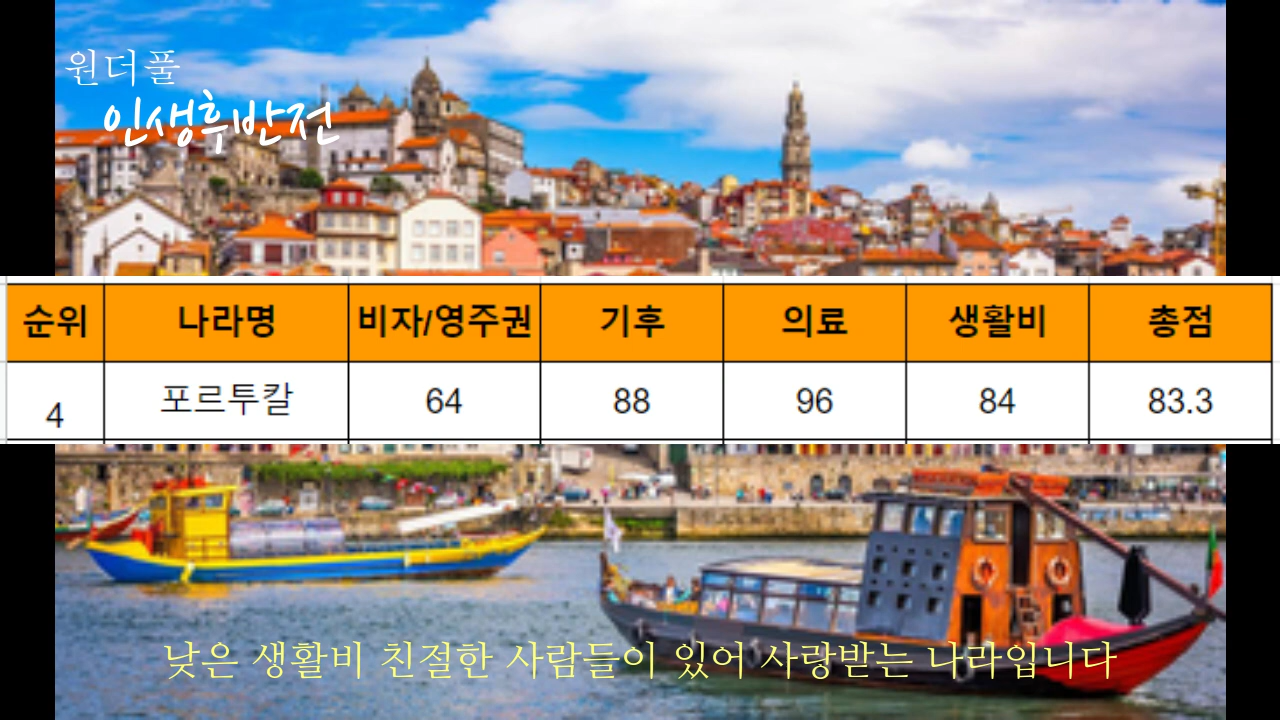 원더풀
인생후반전
순위 나라명 비자/영주권 기후 의료 생활비 총점
4 포르투칼 64 88 96 84 83.3
낮은 생활비 친절한 사람들이 있어 사랑받는 나라입니다